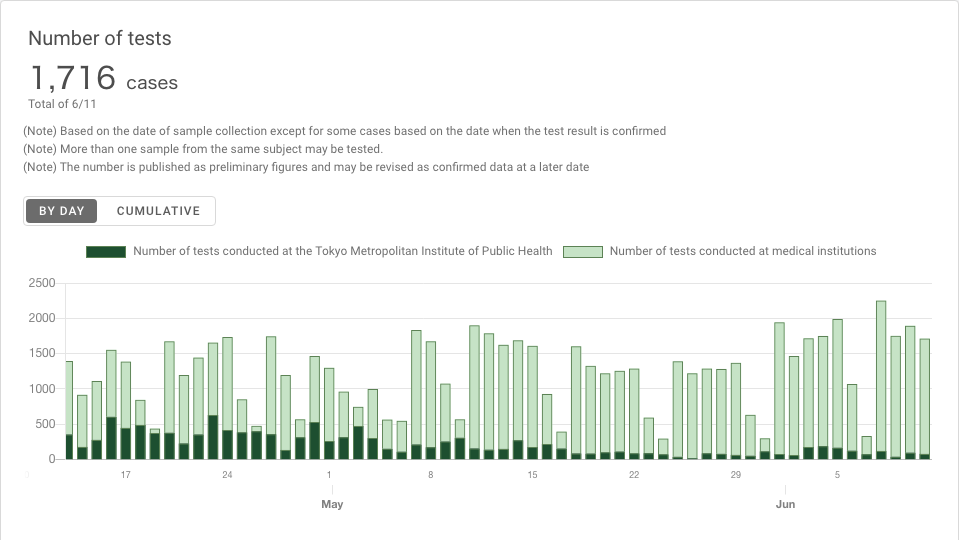 Number of tests
1,716 cases
Total of 6/11
(Note) Based on the date of sample collection except for some cases based on the date when the test result is confirmed
(Note) More than one sample from the same subject may be tested.
(Note) The number is published as preliminary figures and may be revised as confirmed data at a later date
BY DAY CUMULATIVE
Number of tests conducted at the Tokyo Metropolitan Institute of Public Health Number of tests conducted at medical institutions
2500
2000
1500
1000
500
0
17 24 1 8 15 22 29 5
May Jun